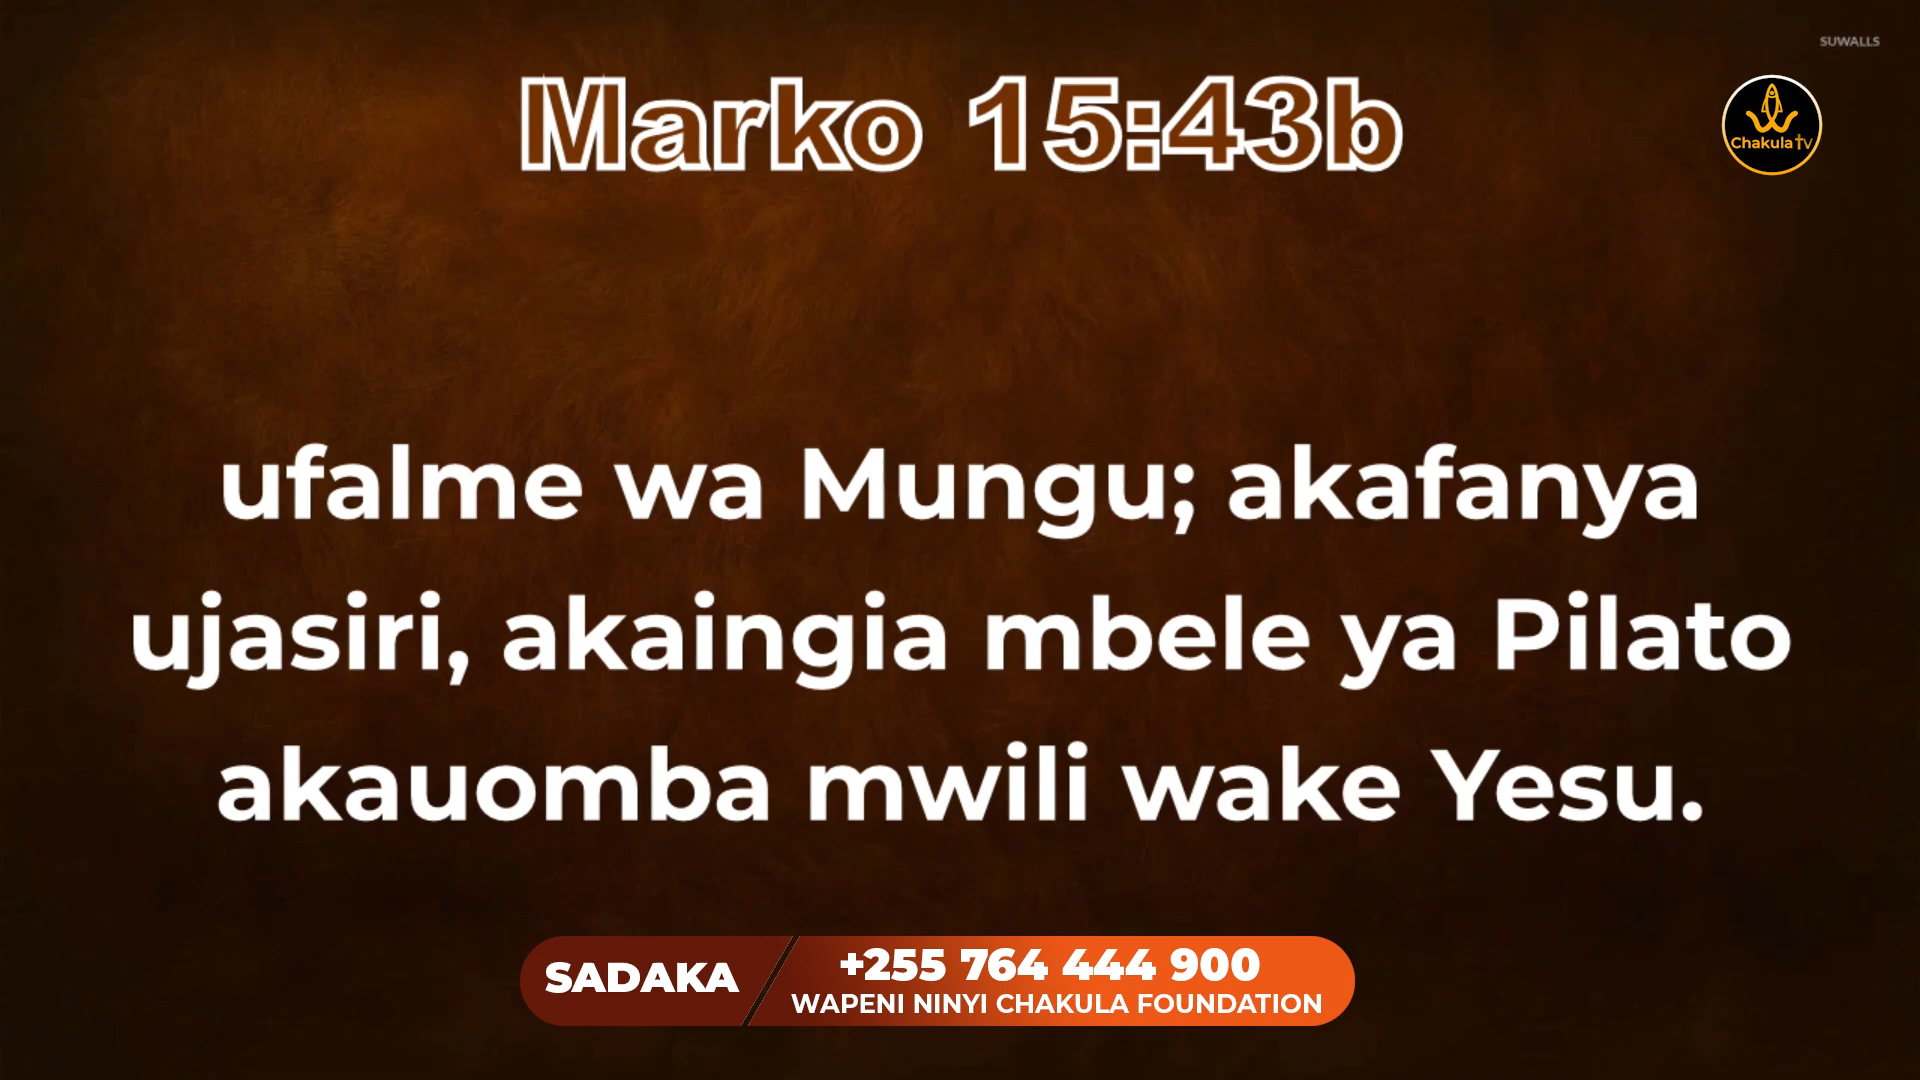 SUWALLS
Marko 15:43b
Chakula tv
ufalme wa Mungu; akafanya
ujasiri, akaingia mbele ya Pilato
akauomba mwili wake Yesu.
SADAKA
+255 764 444 900
WAPENI NINYI CHAKULA FOUNDATION